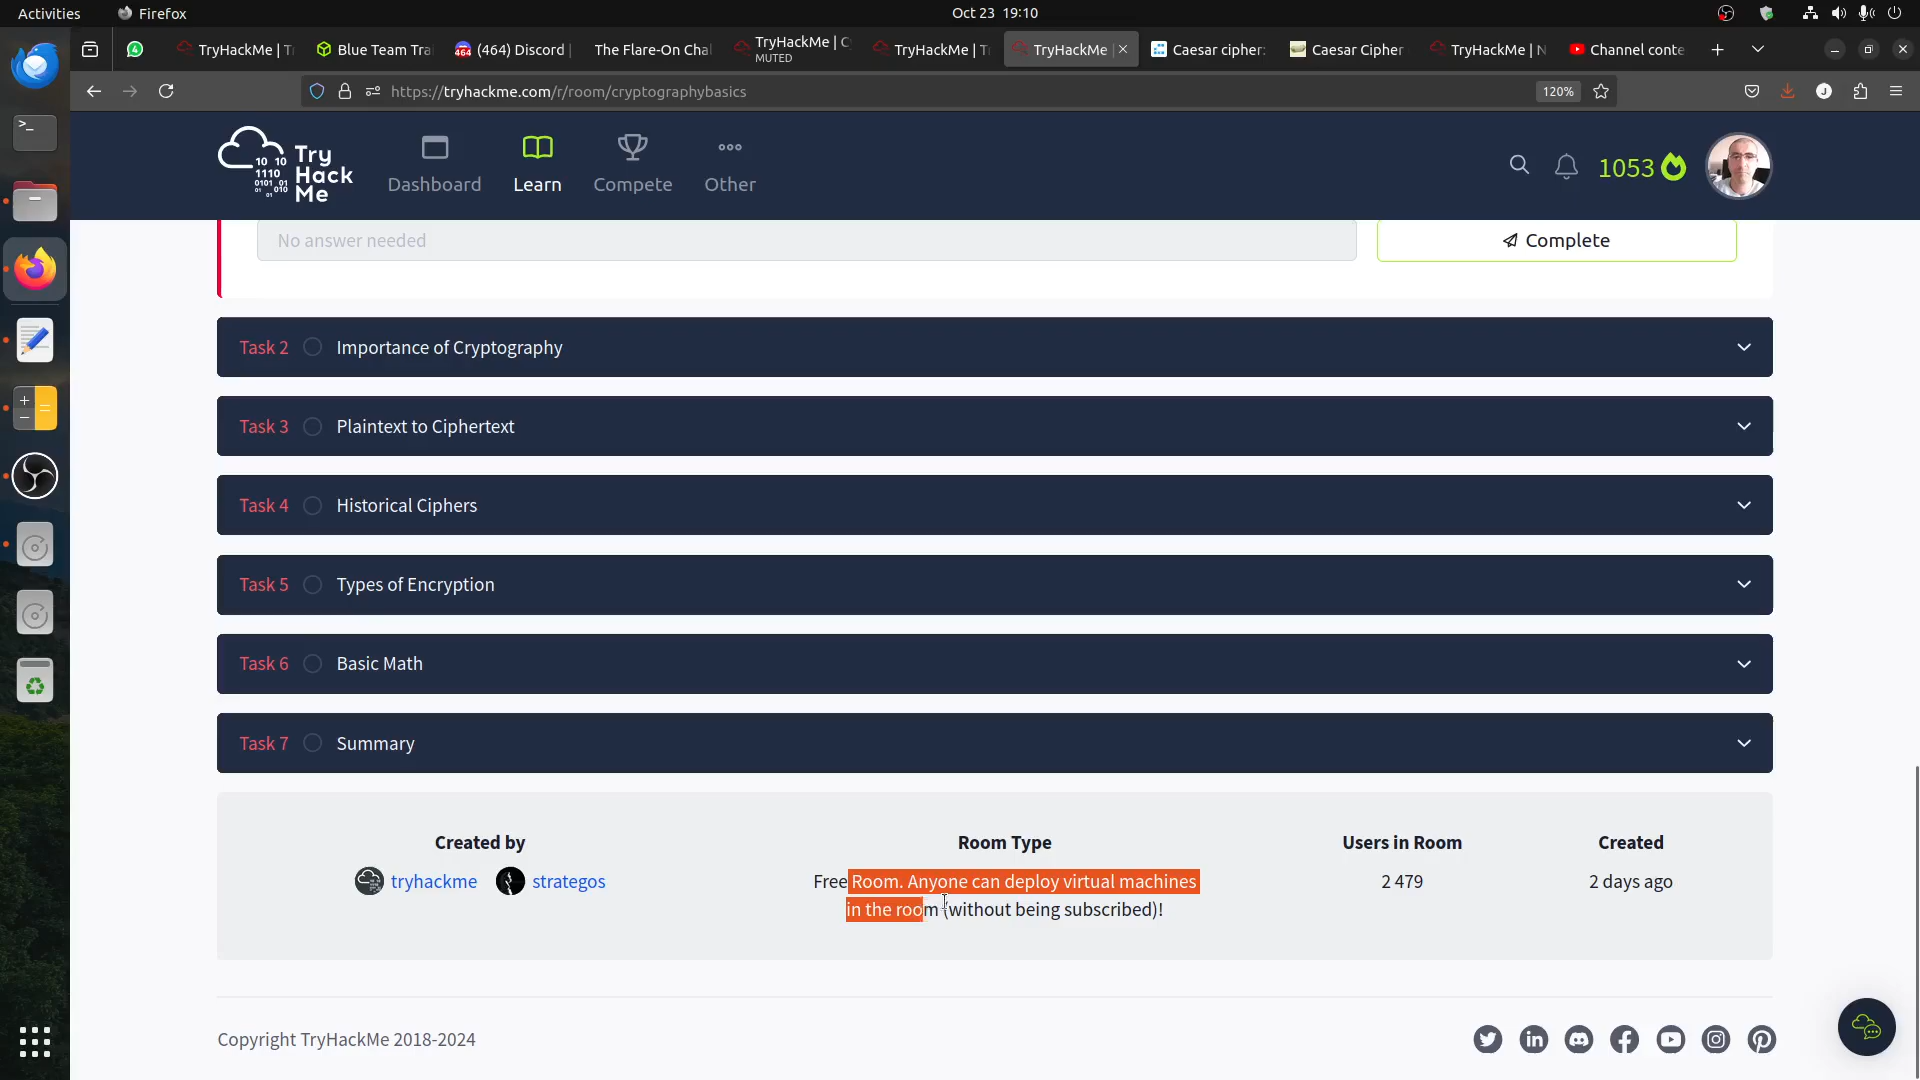 Activities
Firefox
Oct 23 19:10
TryHackMe | T
Blue Team Tra
(464) Discord |
The Flare-On Chal
TryHackMe | C
MUTED
TryHackMe | T
TryHackMe |
Caesar cipher:
Caesar Cipher
TryHackMe | N
Channel conte
https://tryhackme.com/r/room/cryptographybasics
120%
J
Try Hack Me
Dashboard
Learn
Compete
Other
1053
No answer needed
Complete
Task 2 Importance of Cryptography
Task 3 Plaintext to Ciphertext
Task 4 Historical Ciphers
Task 5 Types of Encryption
Task 6 Basic Math
Task 7 Summary
Created by
tryhackme strategos
Room Type
Free Room. Anyone can deploy virtual machines
in the room (without being subscribed)!
Users in Room
2 479
Created
2 days ago
Copyright TryHackMe 2018-2024